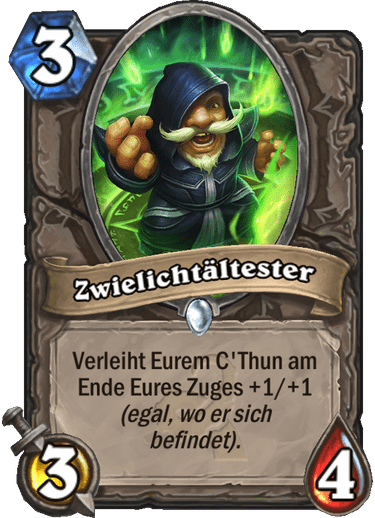 3
Zwielichtältester
Verleiht Eurem C'Thun am
Ende Eures Zuges +1/+1
(egal, wo er sich
befindet).
3
4